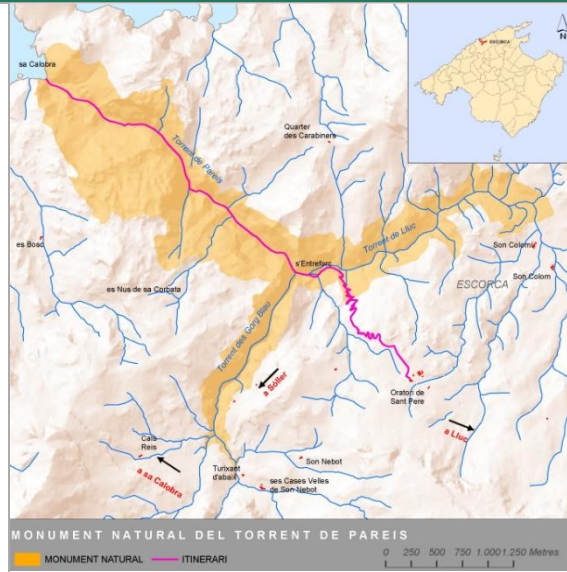 ESCORCA
N
sa Calobra
Quarter
des Carabiners
Torrent de Pareis
Torrent de Lluc
Son Colomí
es Bosc
s'Entreforc
Son Colom
ESCORCA
es Nus de sa Corbata
Torrent des Gorg Blau
a Sóller
Oratori de
Sant Pere
a Lluc
Cals
Reis
a sa Calobra
Son Nebot
Turixant
d'abaix
ses Cases Velles
de Son Nebot
MONUMENT NATURAL DEL TORRENT DE PAREIS
MONUMENT NATURAL
ITINERARI
0 250 500 750 1.000 1.250 Metres